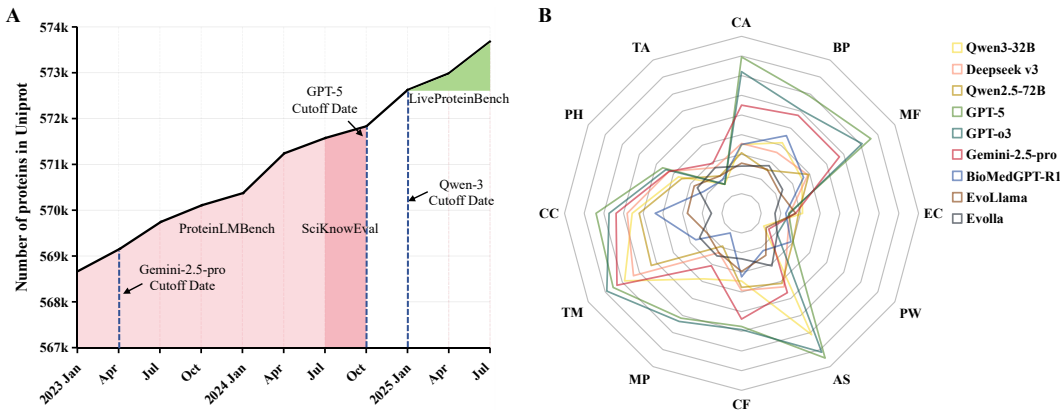 A
Number of proteins in Uniprot
574k
573k
572k
571k
570k
569k
568k
567k
2023 Jan
Apr
Jul
Oct
2024 Jan
Apr
Jul
Oct
2025 Jan
Apr
Jul
GPT-5
Cutoff Date
LiveProteinBench
Qwen-3
Cutoff Date
ProteinLMBench
SciKnowEval
Gemini-2.5-pro
Cutoff Date
B
CA
BP
MF
EC
PW
AS
CF
MP
TM
CC
PH
TA
Qwen3-32B
Deepseek v3
Qwen2.5-72B
GPT-5
GPT-o3
Gemini-2.5-pro
BioMedGPT-R1
EvoLlama
Evolla